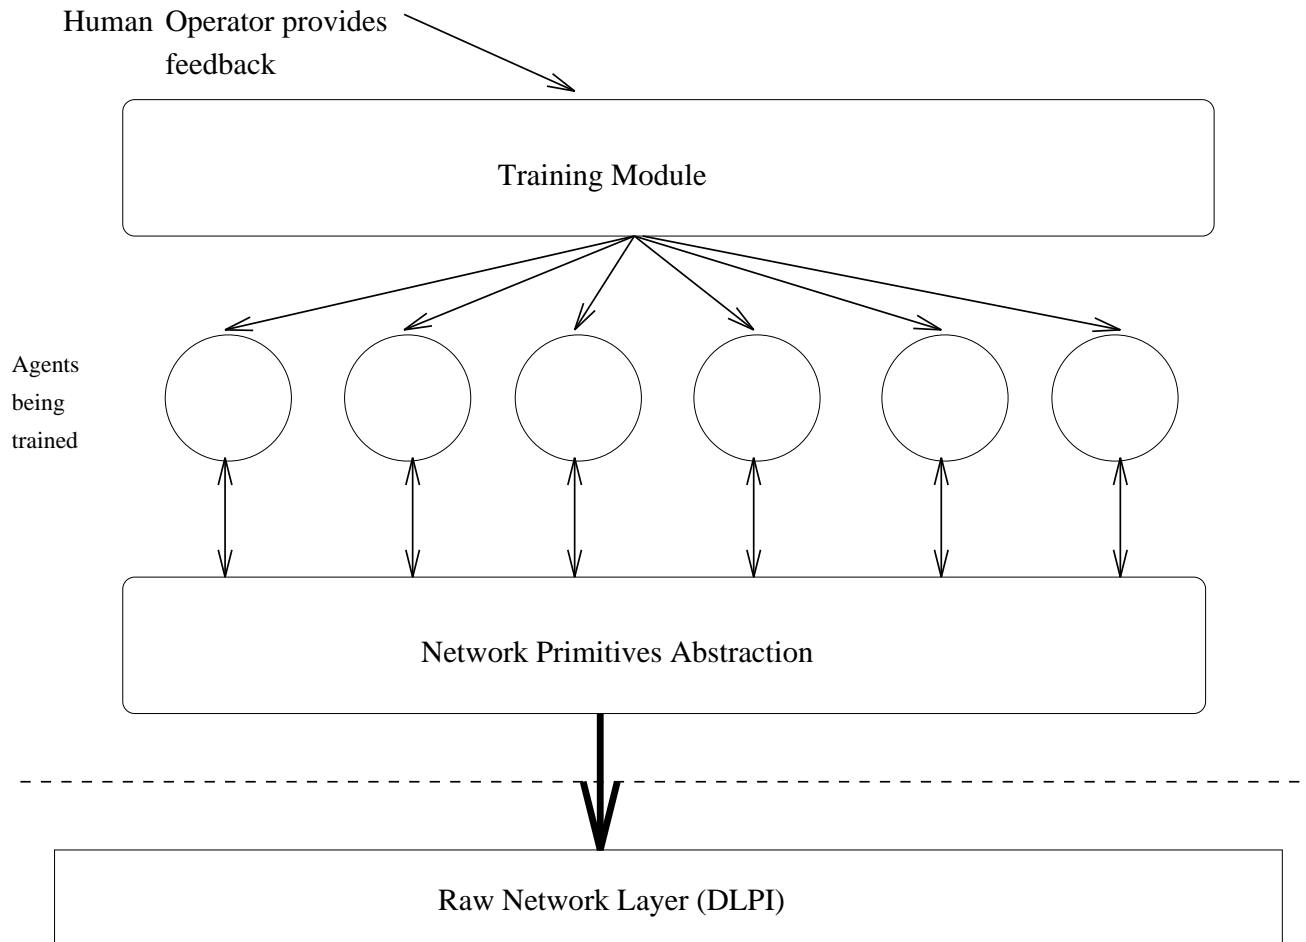 Human Operator provides
feedback
Training Module
Agents
being
trained
Network Primitives Abstraction
Raw Network Layer (DLPI)